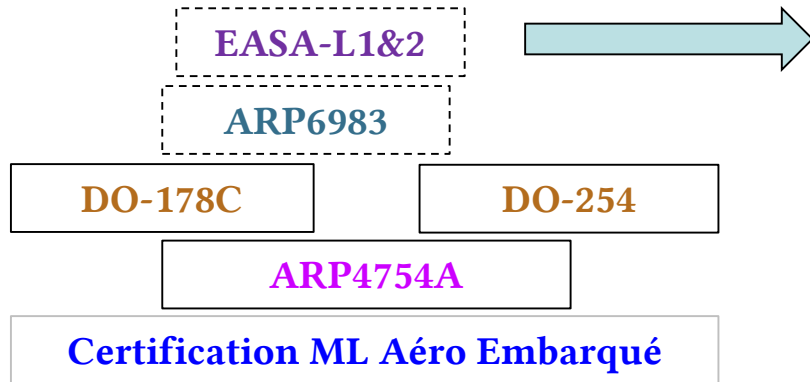 EASA-L1&2
ARP6983
DO-178C
DO-254
ARP4754A
Certification ML Aéro Embarqué